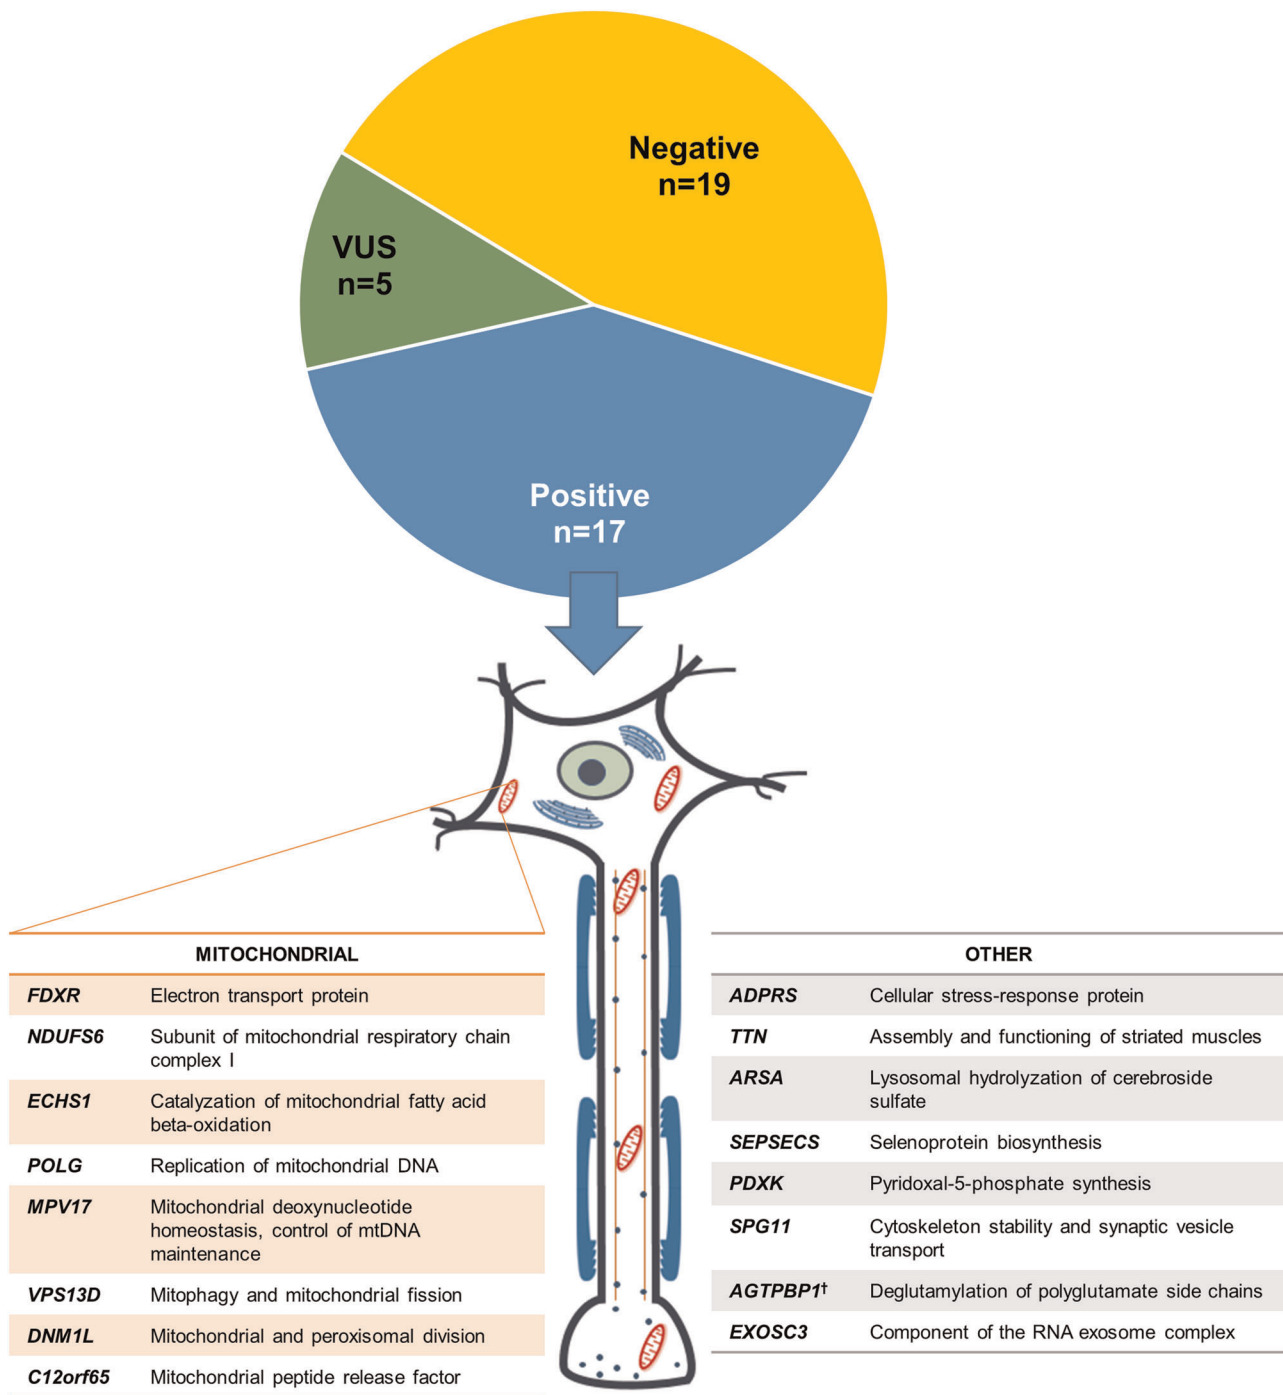 Negative
n=19
VUS
n=5
Positive
n=17
MITOCHONDRIAL
FDXR Electron transport protein
NDUFS6 Subunit of mitochondrial respiratory chain
complex I
ECHS1 Catalyzation of mitochondrial fatty acid
beta-oxidation
POLG Replication of mitochondrial DNA
MPV17 Mitochondrial deoxynucleotide
homeostasis, control of mtDNA
maintenance
VPS13D Mitophagy and mitochondrial fission
DNM1L Mitochondrial and peroxisomal division
C12orf65 Mitochondrial peptide release factor
OTHER
ADPRS Cellular stress-response protein
TTN Assembly and functioning of striated muscles
ARSA Lysosomal hydrolyzation of cerebroside
sulfate
SEPSECS Selenoprotein biosynthesis
PDXK Pyridoxal-5-phosphate synthesis
SPG11 Cytoskeleton stability and synaptic vesicle
transport
AGTPBP1† Deglutamylation of polyglutamate side chains
EXOSC3 Component of the RNA exosome complex